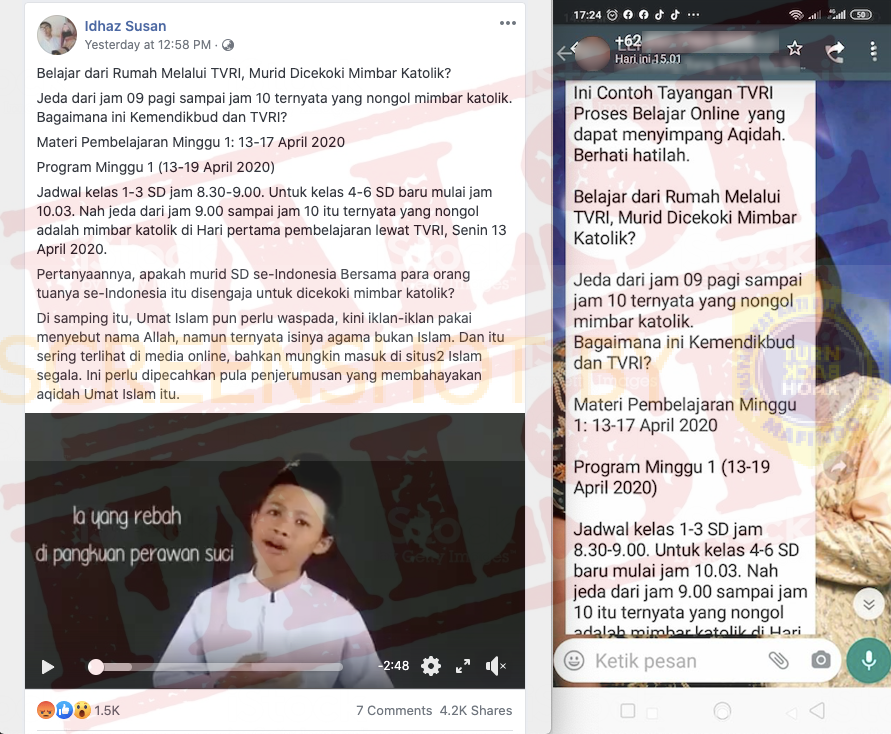 Idhaz Susan
Yesterday at 12:58 PM ·
Belajar dari Rumah Melalui TVRI, Murid Dicekoki Mimbar Katolik?
Jeda dari jam 09 pagi sampai jam 10 ternyata yang nongol mimbar katolik.
Bagaimana ini Kemendikbud dan TVRI?
Materi Pembelajaran Minggu 1: 13-17 April 2020
Program Minggu 1 (13-19 April 2020)
Jadwal kelas 1-3 SD jam 8.30-9.00. Untuk kelas 4-6 SD baru mulai jam
10.03. Nah jeda dari jam 9.00 sampai jam 10 itu ternyata yang nongol
adalah mimbar katolik di Hari pertama pembelajaran lewat TVRI, Senin 13
April 2020.
Pertanyaannya, apakah murid SD se-Indonesia Bersama para orang
tuanya se-Indonesia itu disengaja untuk dicekoki mimbar katolik?
Di samping itu, Umat Islam pun perlu waspada, kini iklan-iklan pakai
menyebut nama Allah, namun ternyata isinya agama bukan Islam. Dan itu
sering terlihat di media online, bahkan mungkin masuk di situs2 Islam
segala. Ini perlu dipecahkan pula penjerumusan yang membahayakan
aqidah Umat Islam itu.
Ia yang rebah
di pangkuan perawan suci
-2:48
1.5K
7 Comments 4.2K Shares
17:24
50
+62
Hari ini 15.01
Ini Contoh Tayangan TVRI
Proses Belajar Online yang
dapat menyimpang Aqidah.
Berhati hatilah.
Belajar dari Rumah Melalui
TVRI, Murid Dicekoki Mimbar
Katolik?
Jeda dari jam 09 pagi sampai
jam 10 ternyata yang nongol
mimbar katolik.
Bagaimana ini Kemendikbud
dan TVRI?
Materi Pembelajaran Minggu
1: 13-17 April 2020
Program Minggu 1 (13-19
April 2020)
Jadwal kelas 1-3 SD jam
8.30-9.00. Untuk kelas 4-6 SD
baru mulai jam 10.03. Nah
jeda dari jam 9.00 sampai jam
10 itu ternyata yang nongol
adalah mimbar katolik di Hari
Ketik pesan
FALSE
FALSE
TURN
BACK
HOAX